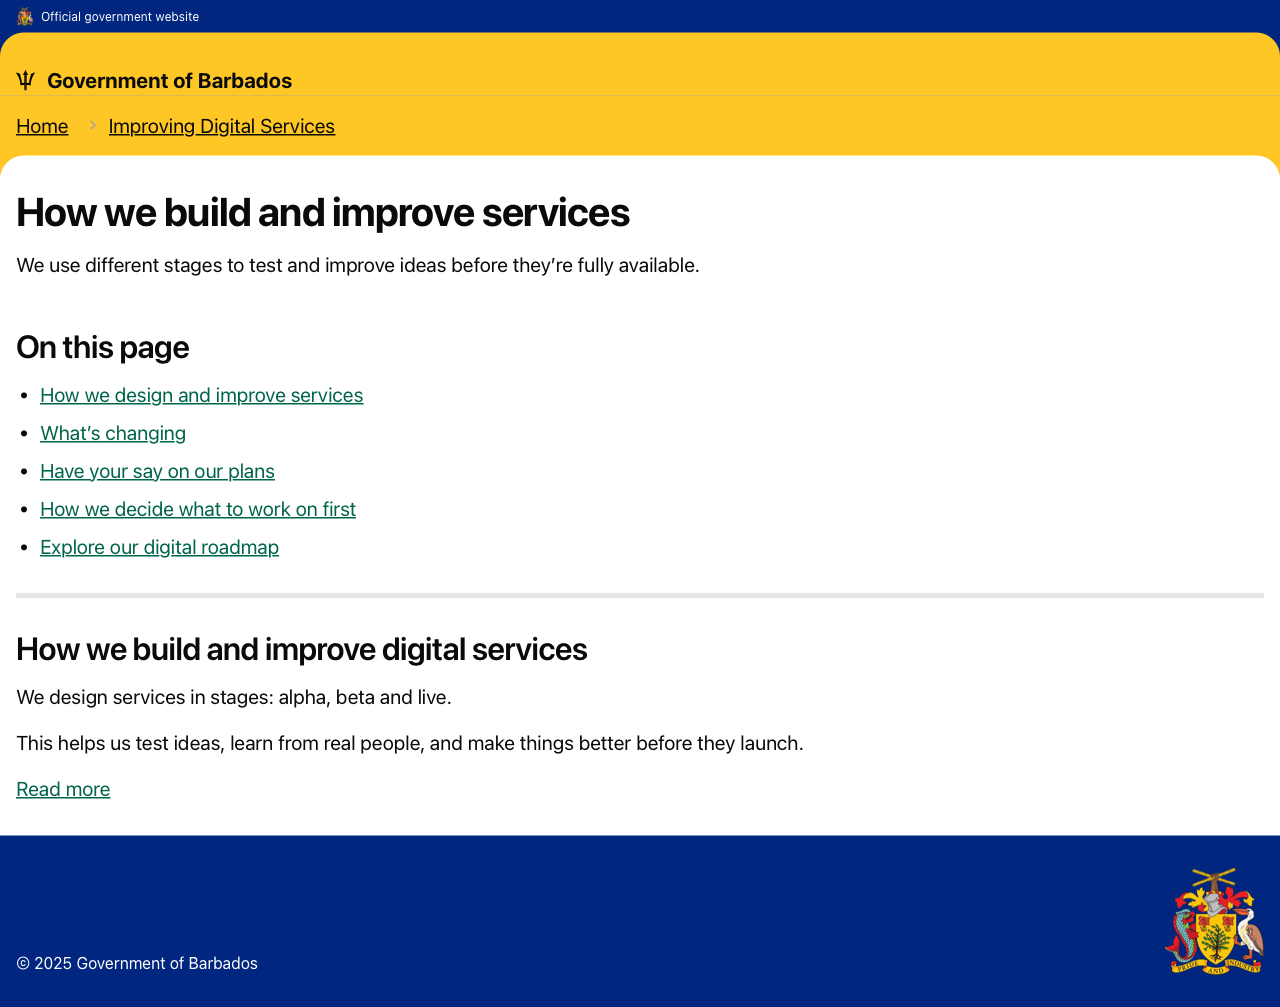 Official government website
Government of Barbados
Home
Improving Digital Services
How we build and improve services
We use different stages to test and improve ideas before they’re fully available.
On this page
• How we design and improve services
• What’s changing
• Have your say on our plans
• How we decide what to work on first
• Explore our digital roadmap
How we build and improve digital services
We design services in stages: alpha, beta and live.
This helps us test ideas, learn from real people, and make things better before they launch.
Read more
PRIDE AND INDUSTRY
© 2025 Government of Barbados